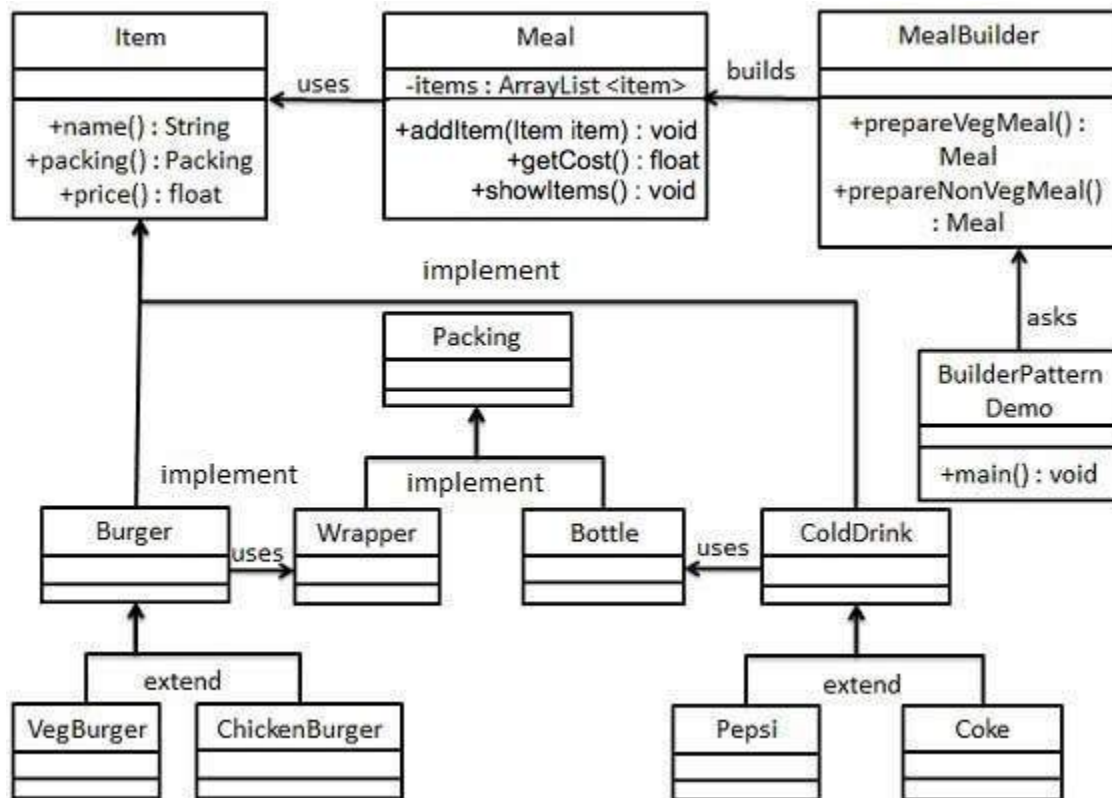 Item
+name() : String
+packing() : Packing
+price() : float
uses
Meal
-items : ArrayList <item>
+addItem(Item item) : void
+getCost() : float
+showItems() : void
builds
MealBuilder
+prepareVegMeal() :
Meal
+prepareNonVegMeal()
: Meal
implement
asks
Packing
BuilderPattern
Demo
+main() : void
implement
implement
Burger
uses
Wrapper
Bottle
uses
ColdDrink
extend
extend
VegBurger
ChickenBurger
Pepsi
Coke